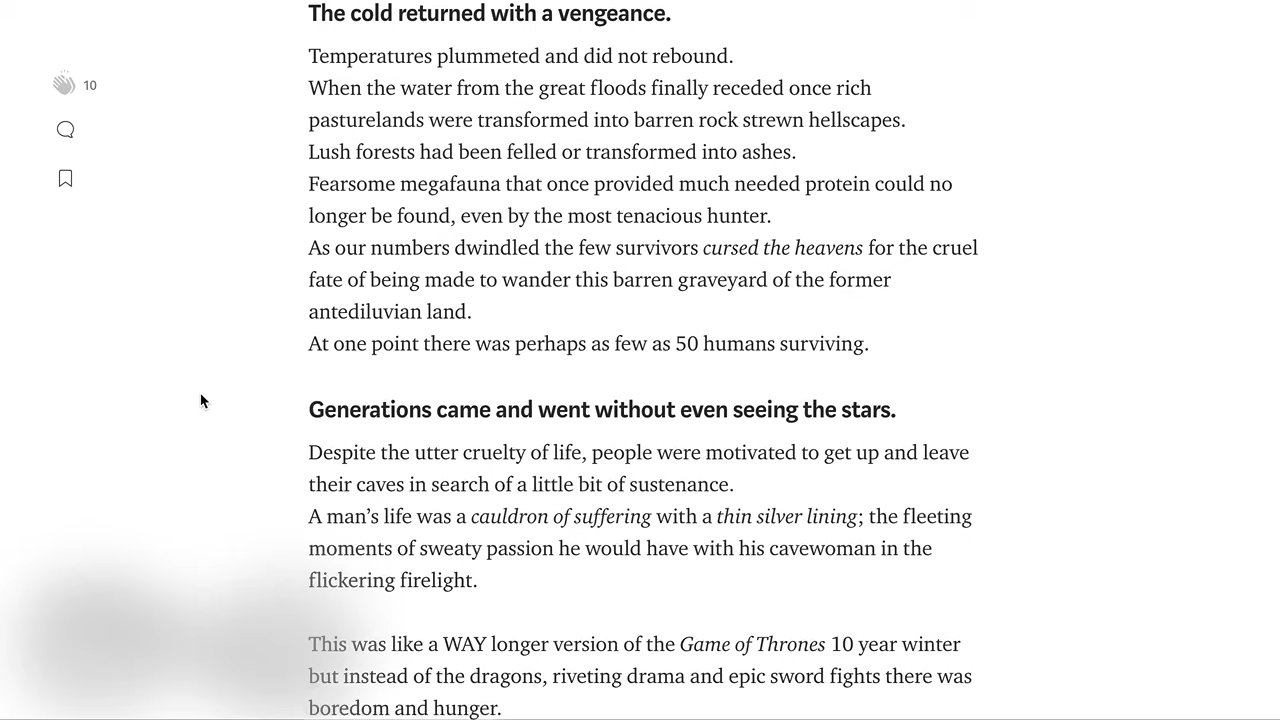 The cold returned with a vengeance.
Temperatures plummeted and did not rebound.
When the water from the great floods finally receded once rich
pasturelands were transformed into barren rock strewn hellscapes.
Lush forests had been felled or transformed into ashes.
Fearsome megafauna that once provided much needed protein could no
longer be found, even by the most tenacious hunter.
As our numbers dwindled the few survivors cursed the heavens for the cruel
fate of being made to wander this barren graveyard of the former
antediluvian land.
At one point there was perhaps as few as 50 humans surviving.
10
Generations came and went without even seeing the stars.
Despite the utter cruelty of life, people were motivated to get up and leave
their caves in search of a little bit of sustenance.
A man’s life was a cauldron of suffering with a thin silver lining; the fleeting
moments of sweaty passion he would have with his cavewoman in the
flickering firelight.
This was like a WAY longer version of the Game of Thrones 10 year winter
but instead of the dragons, riveting drama and epic sword fights there was
boredom and hunger.